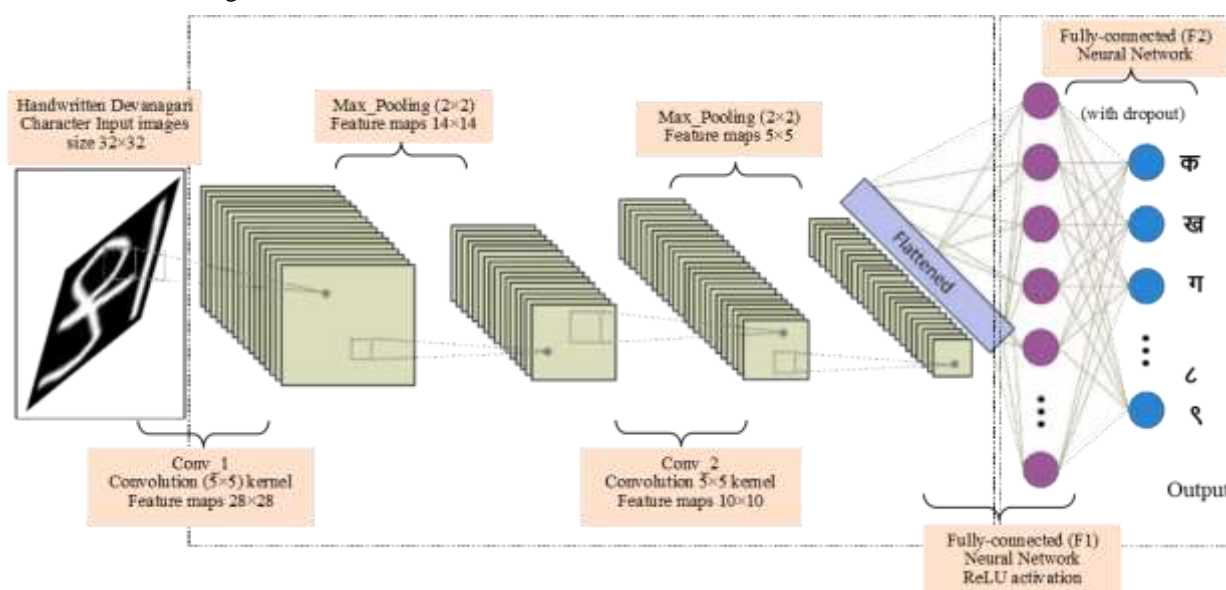 Handwritten Devanagari
Character Input images
size 32×32
Max_Pooling (2×2)
Feature maps 14×14
Max_Pooling (2×2)
Feature maps 5×5
Fully-connected (F2)
Neural Network
(with dropout)
Flattened
क
ख
ग
८
९
Conv_1
Convolution (5×5) kernel
Feature maps 28×28
Conv_2
Convolution 5×5 kernel
Feature maps 10×10
Output
Fully-connected (F1)
Neural Network
ReLU activation